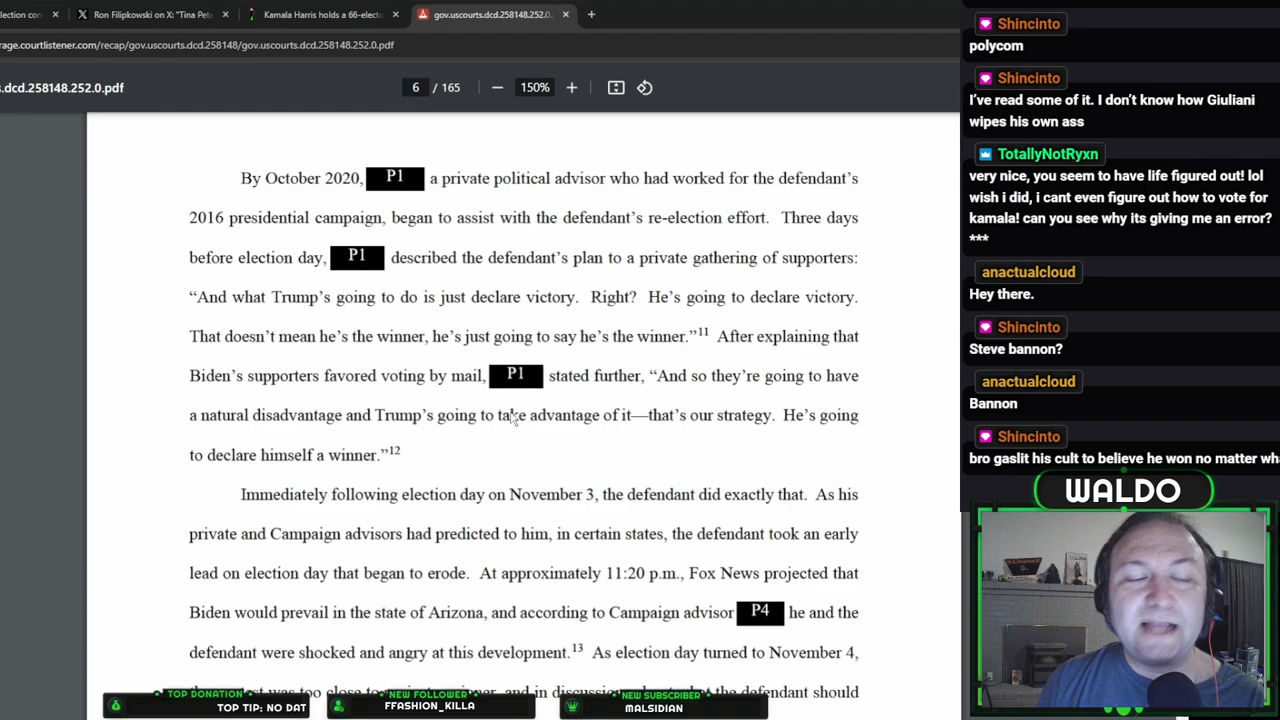 lection con
Ron Filipkowski on X: "Tina Pete
Kamala Harris holds a 66-elect
gov.uscourts.dcd.258148.252.0.
rage.courtlistener.com/recap/gov.uscourts.dcd.258148/gov.uscourts.dcd.258148.252.0.pdf
s.dcd.258148.252.0.pdf
6 / 165
150%
By October 2020, P1 a private political advisor who had worked for the defendant's
2016 presidential campaign, began to assist with the defendant's re-election effort. Three days
before election day, P1 described the defendant's plan to a private gathering of supporters:
"And what Trump's going to do is just declare victory. Right? He's going to declare victory.
That doesn't mean he's the winner, he's just going to say he's the winner."11 After explaining that
Biden's supporters favored voting by mail, P1 stated further, "And so they're going to have
a natural disadvantage and Trump's going to take advantage of it—that's our strategy. He's going
to declare himself a winner."12
Immediately following election day on November 3, the defendant did exactly that. As his
private and Campaign advisors had predicted to him, in certain states, the defendant took an early
lead on election day that began to erode. At approximately 11:20 p.m., Fox News projected that
Biden would prevail in the state of Arizona, and according to Campaign advisor P4 he and the
defendant were shocked and angry at this development.13 As election day turned to November 4,
the defendant should
TOP DONATION
TOP TIP: NO DAT
NEW FOLLOWER
FFASHION_KILLA
NEW SUBSCRIBER
MALSIDIAN
Shincinto
polycom
Shincinto
I've read some of it. I don't know how Giuliani
wipes his own ass
TotallyNotRyxn
very nice, you seem to have life figured out! lol
wish i did, i cant even figure out how to vote for
kamala! can you see why its giving me an error?
***
anactualcloud
Hey there.
Shincinto
Steve bannon?
anactualcloud
Bannon
Shincinto
bro gaslit his cult to believe he won no matter wh
WALDO